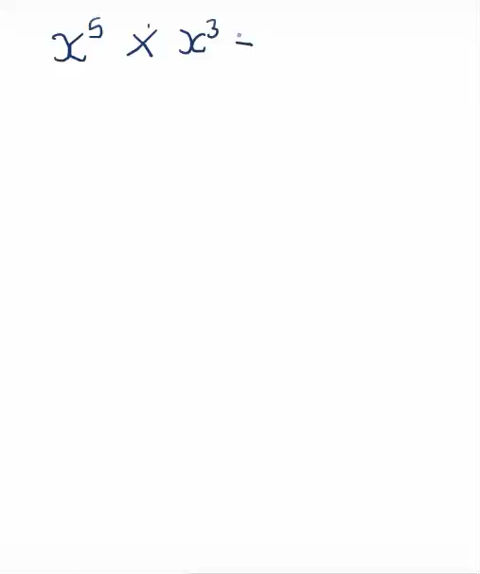 x⁵ × x³ =